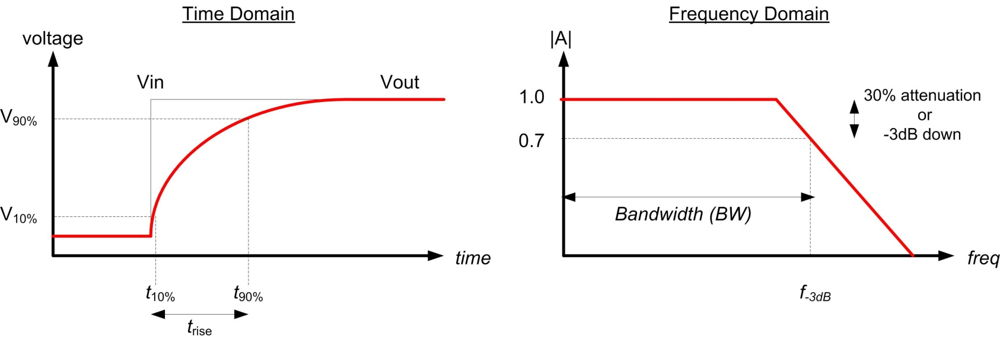 Time Domain
voltage
Vin
Vout
V90%
V10%
time
t10%
t90%
trise
Frequency Domain
|A|
1.0
0.7
30% attenuation
or
-3dB down
Bandwidth (BW)
freq
f-3dB